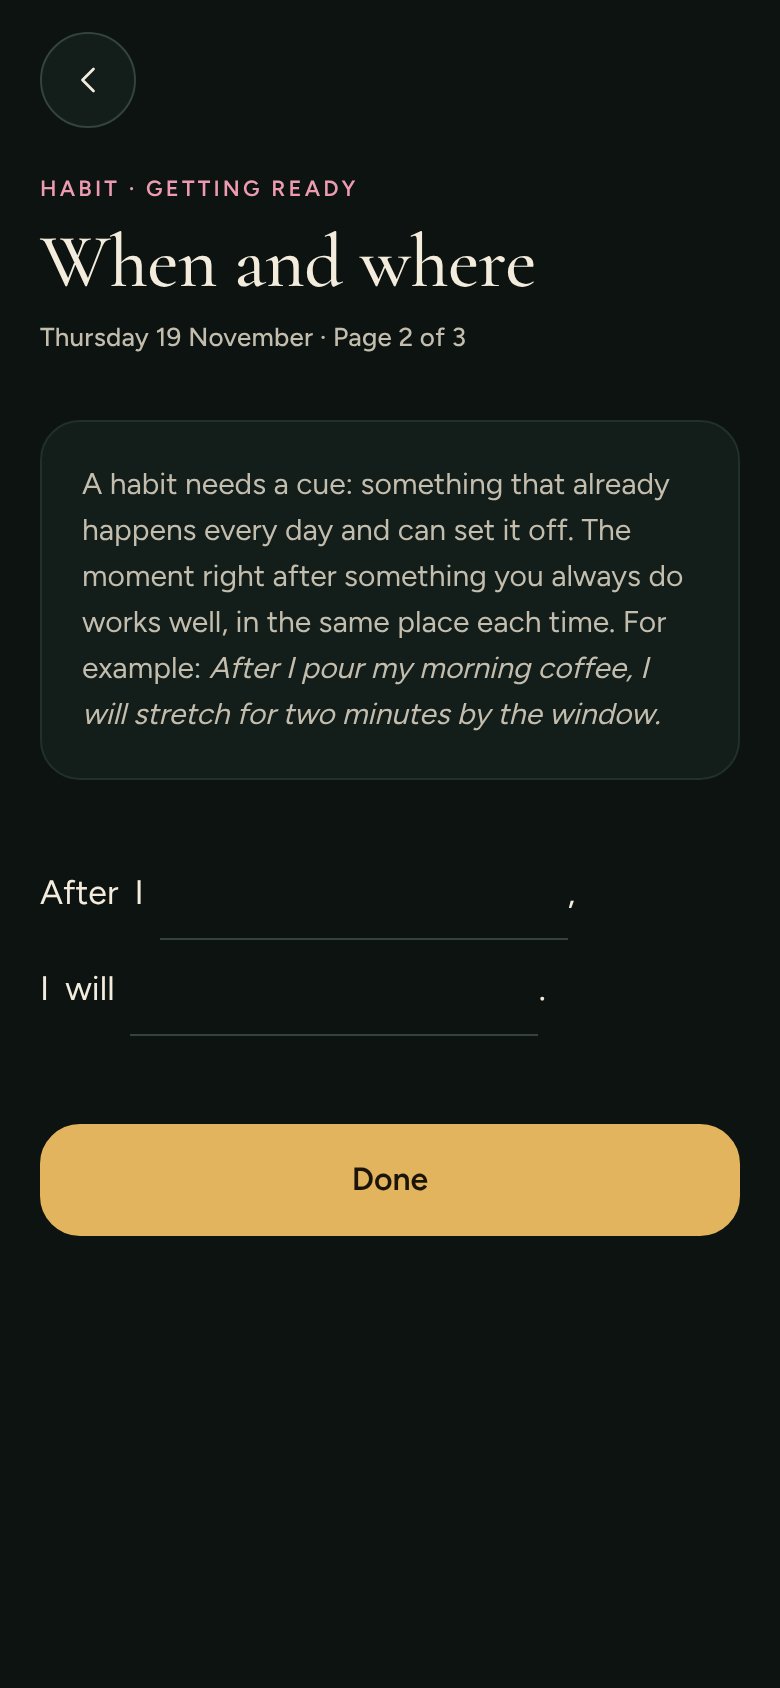 HABIT · GETTING READY
When and where
Thursday 19 November · Page 2 of 3
A habit needs a cue: something that already
happens every day and can set it off. The
moment right after something you always do
works well, in the same place each time. For
example: After I pour my morning coffee, I
will stretch for two minutes by the window.
After I ,
I will .
Done